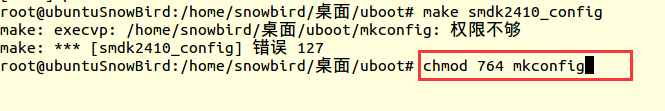 root@ubuntuSnowBird:/home/snowbird/桌面/uboot# make smdk2410_config
make: execvp: /home/snowbird/桌面/uboot/mkconfig: 权限不够
make: *** [smdk2410_config] 错误 127
root@ubuntuSnowBird:/home/snowbird/桌面/uboot# chmod 764 mkconfig